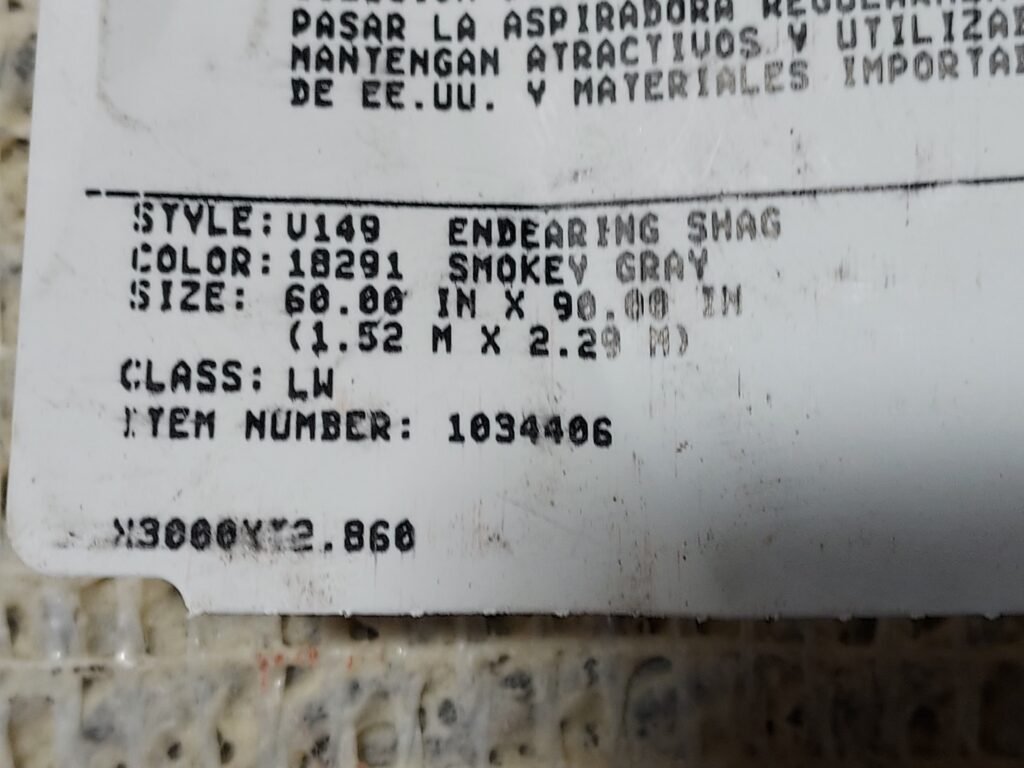 PASAR LA ASPIRADORA
MANTENGAN ATRACTIVOS Y
DE EE.UU. Y MATERIALES
STYLE: U149 ENDEARING SHAG
COLOR: 18291 SMOKEY GRAY
SIZE: 60.00 IN X 90.00 IN
(1.52 M X 2.29 M)
CLASS: LW
ITEM NUMBER: 1034406